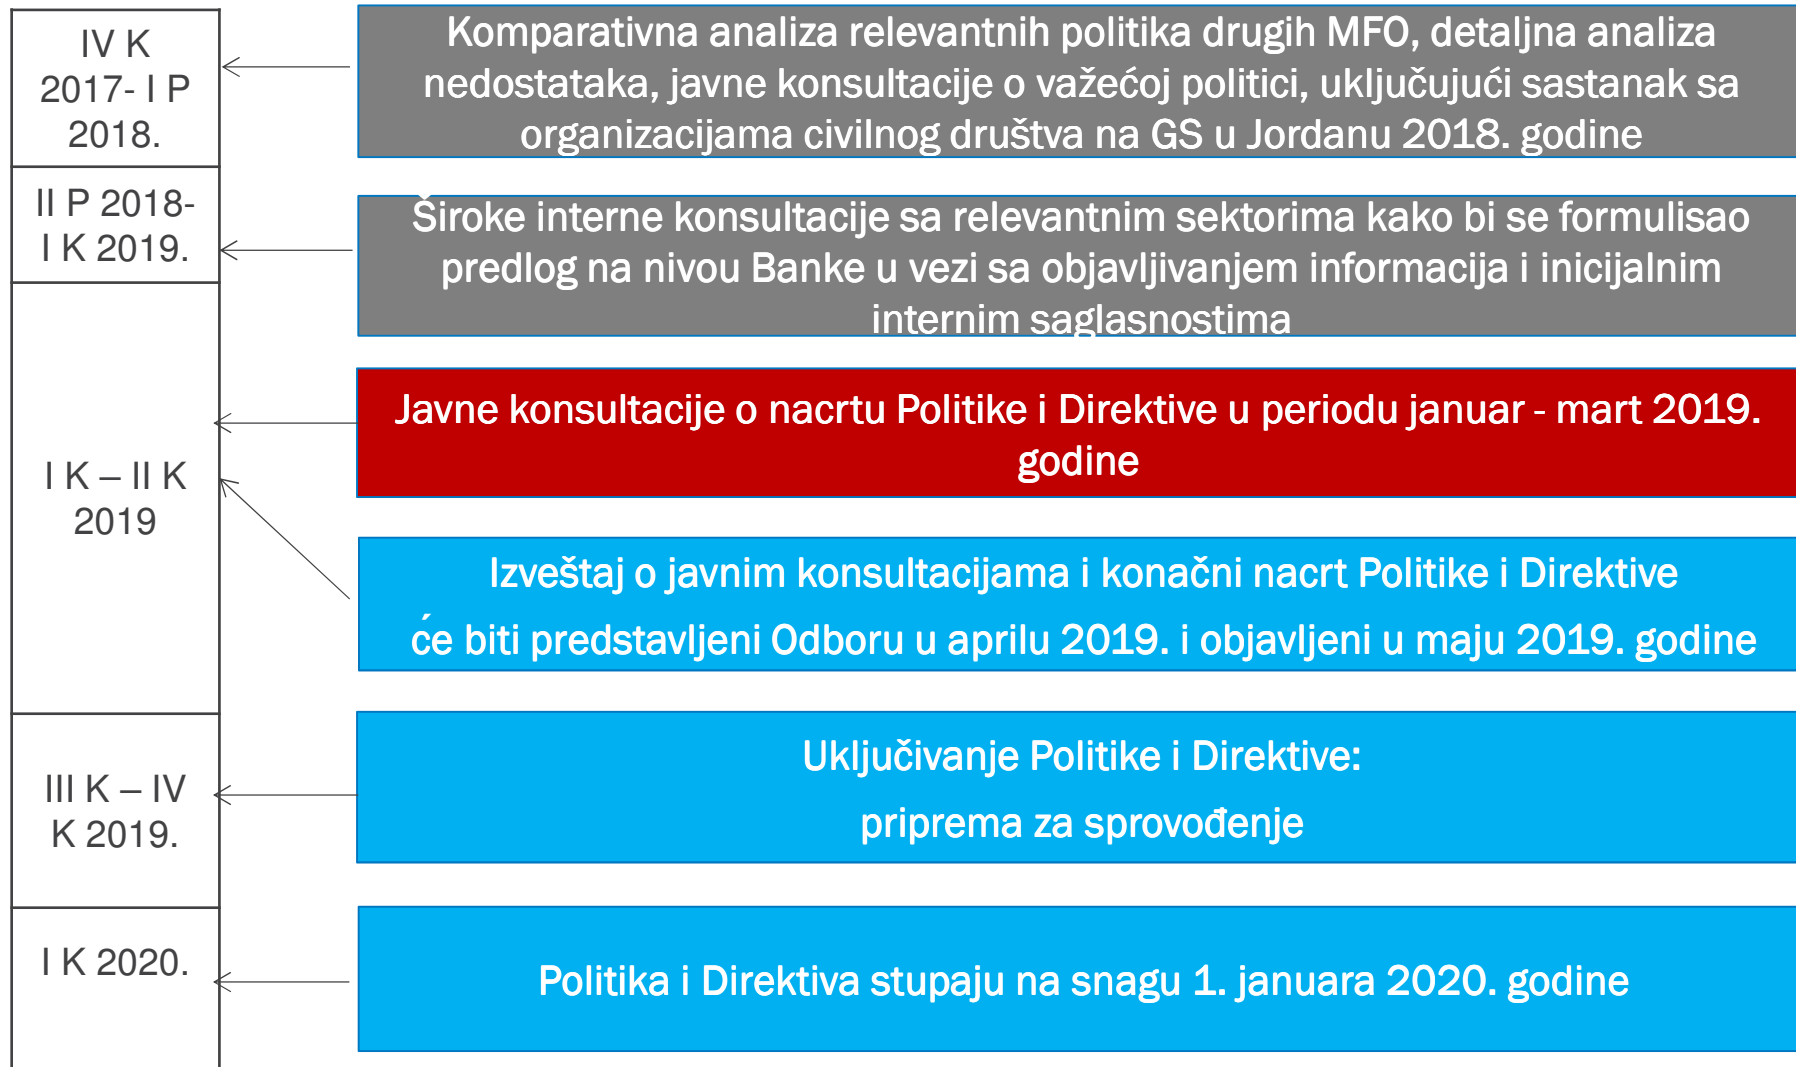 IV K
2017- I P
2018.
Komparativna analiza relevantnih politika drugih MFO, detaljna analiza
nedostataka, javne konsultacije o važećoj politici, uključujući sastanak sa
organizacijama civilnog društva na GS u Jordanu 2018. godine
II P 2018-
I K 2019.
Široke interne konsultacije sa relevantnim sektorima kako bi se formulisao
predlog na nivou Banke u vezi sa objavljivanjem informacija i inicijalnim
internim saglasnostima
I K – II K
2019
Javne konsultacije o nacrtu Politike i Direktive u periodu januar - mart 2019.
godine
Izveštaj o javnim konsultacijama i konačni nacrt Politike i Direktive
će biti predstavljeni Odboru u aprilu 2019. i objavljeni u maju 2019. godine
III K – IV
K 2019.
Uključivanje Politike i Direktive:
priprema za sprovođenje
I K 2020.
Politika i Direktiva stupaju na snagu 1. januara 2020. godine